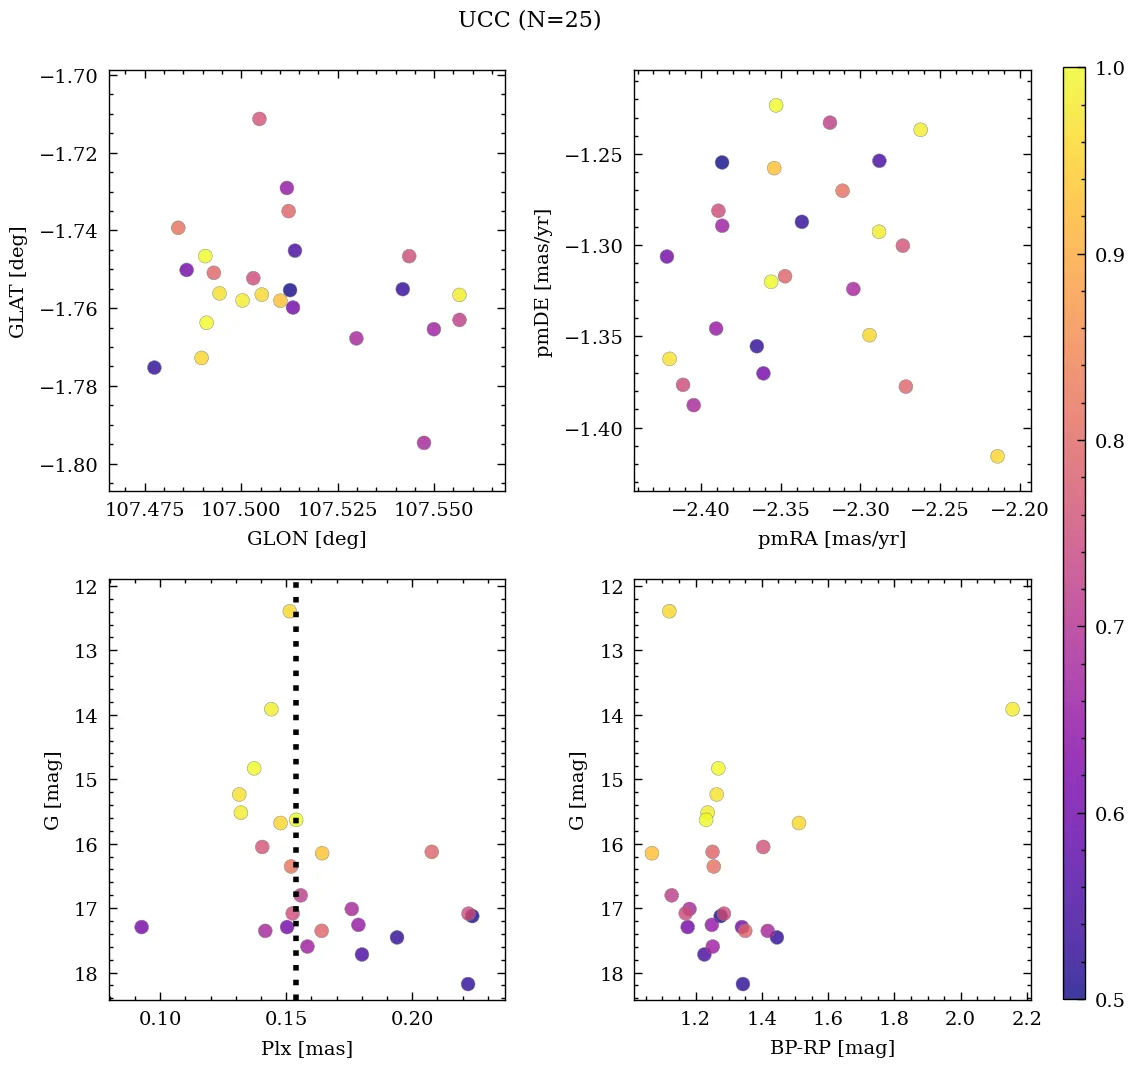 UCC (N=25)
−1.70
−1.72
−1.74
−1.76
−1.78
−1.80
GLAT [deg]
107.475 107.500 107.525 107.550
GLON [deg]
−1.25
−1.30
−1.35
−1.40
pmDE [mas/yr]
−2.40 −2.35 −2.30 −2.25 −2.20
pmRA [mas/yr]
12
13
14
15
16
17
18
G [mag]
0.10 0.15 0.20
Plx [mas]
12
13
14
15
16
17
18
G [mag]
1.2 1.4 1.6 1.8 2.0 2.2
BP-RP [mag]
1.0
0.9
0.8
0.7
0.6
0.5